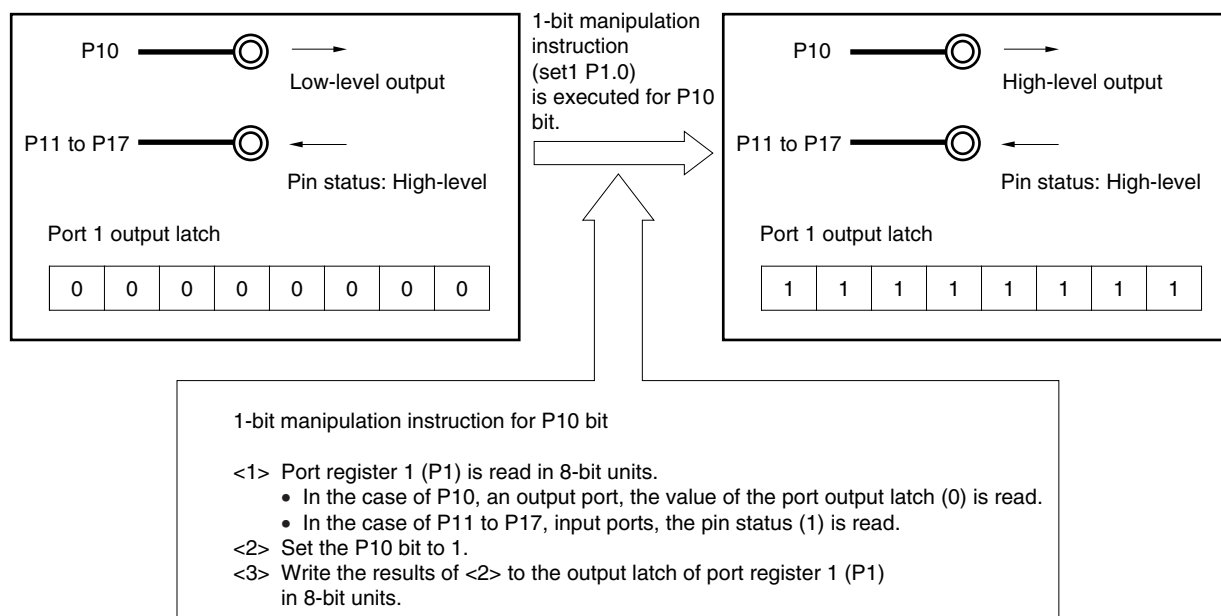 P10
Low-level output
P11 to P17
Pin status: High-level
Port 1 output latch
0 0 0 0 0 0 0 0
1-bit manipulation
instruction
(set1 P1.0)
is executed for P10
bit.
P10
High-level output
P11 to P17
Pin status: High-level
Port 1 output latch
1 1 1 1 1 1 1 1
1-bit manipulation instruction for P10 bit
<1> Port register 1 (P1) is read in 8-bit units.
• In the case of P10, an output port, the value of the port output latch (0) is read.
• In the case of P11 to P17, input ports, the pin status (1) is read.
<2> Set the P10 bit to 1.
<3> Write the results of <2> to the output latch of port register 1 (P1)
in 8-bit units.